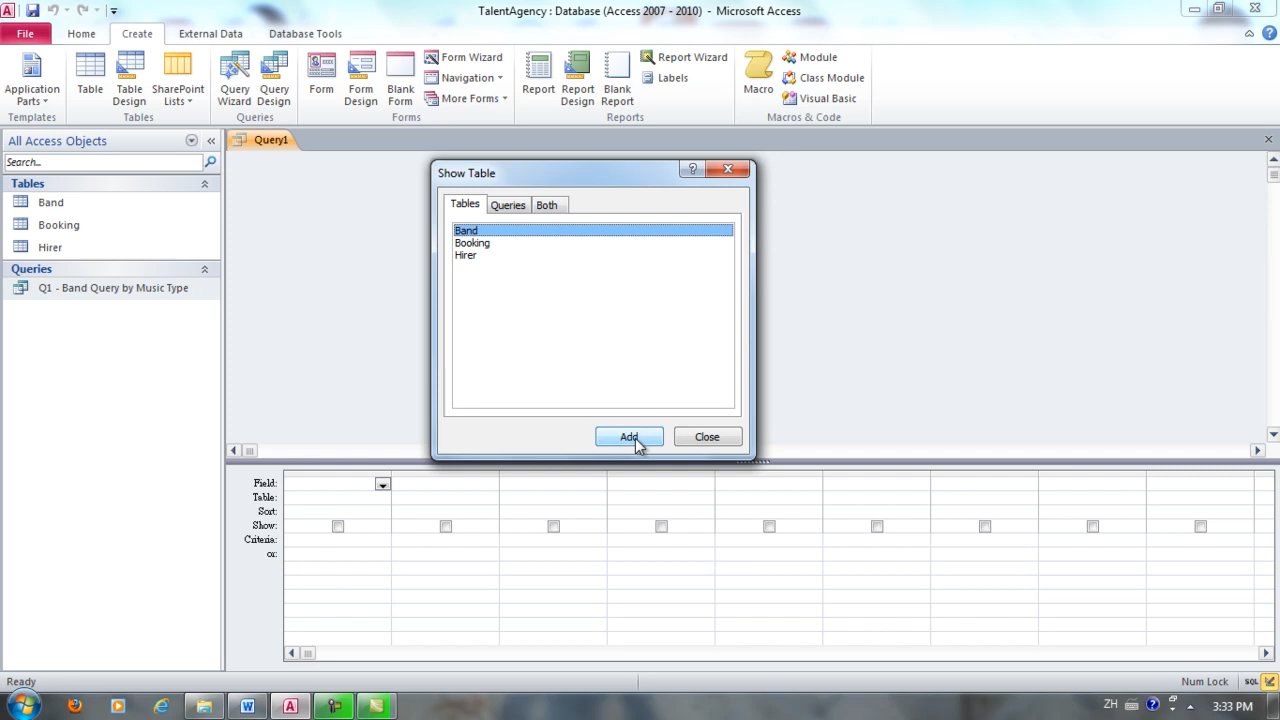 TalentAgency : Database (Access 2007 - 2010) - Microsoft Access
File Home Create External Data Database Tools
Application Parts
Table
Table Design
SharePoint Lists
Query Wizard
Query Design
Form
Form Design
Blank Form
Form Wizard
Navigation
More Forms
Report
Report Design
Blank Report
Report Wizard
Labels
Macro
Module
Class Module
Visual Basic
Templates Tables Queries Forms Reports Macros & Code
All Access Objects
Search...
Tables
Band
Booking
Hirer
Queries
Q1 - Band Query by Music Type
Query1
Show Table
Tables Queries Both
Band
Booking
Hirer
Add Close
Field:
Table:
Sort:
Show:
Criteria:
or:
Ready Num Lock SQL
ZH 3:33 PM